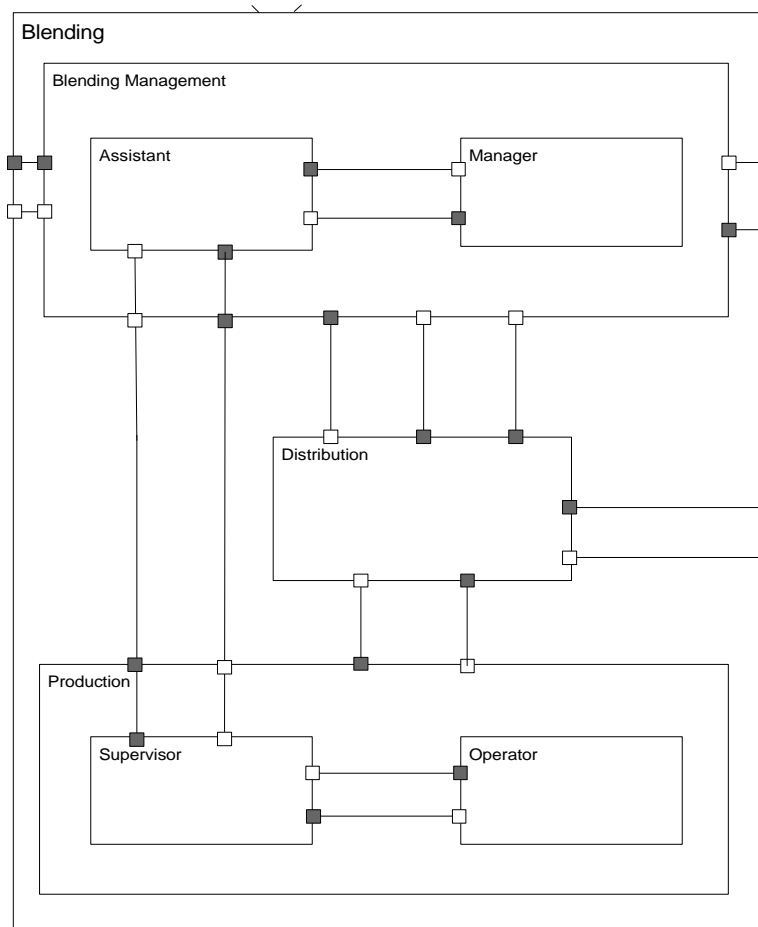 Blending
Blending Management
Assistant
Manager
Distribution
Production
Supervisor
Operator